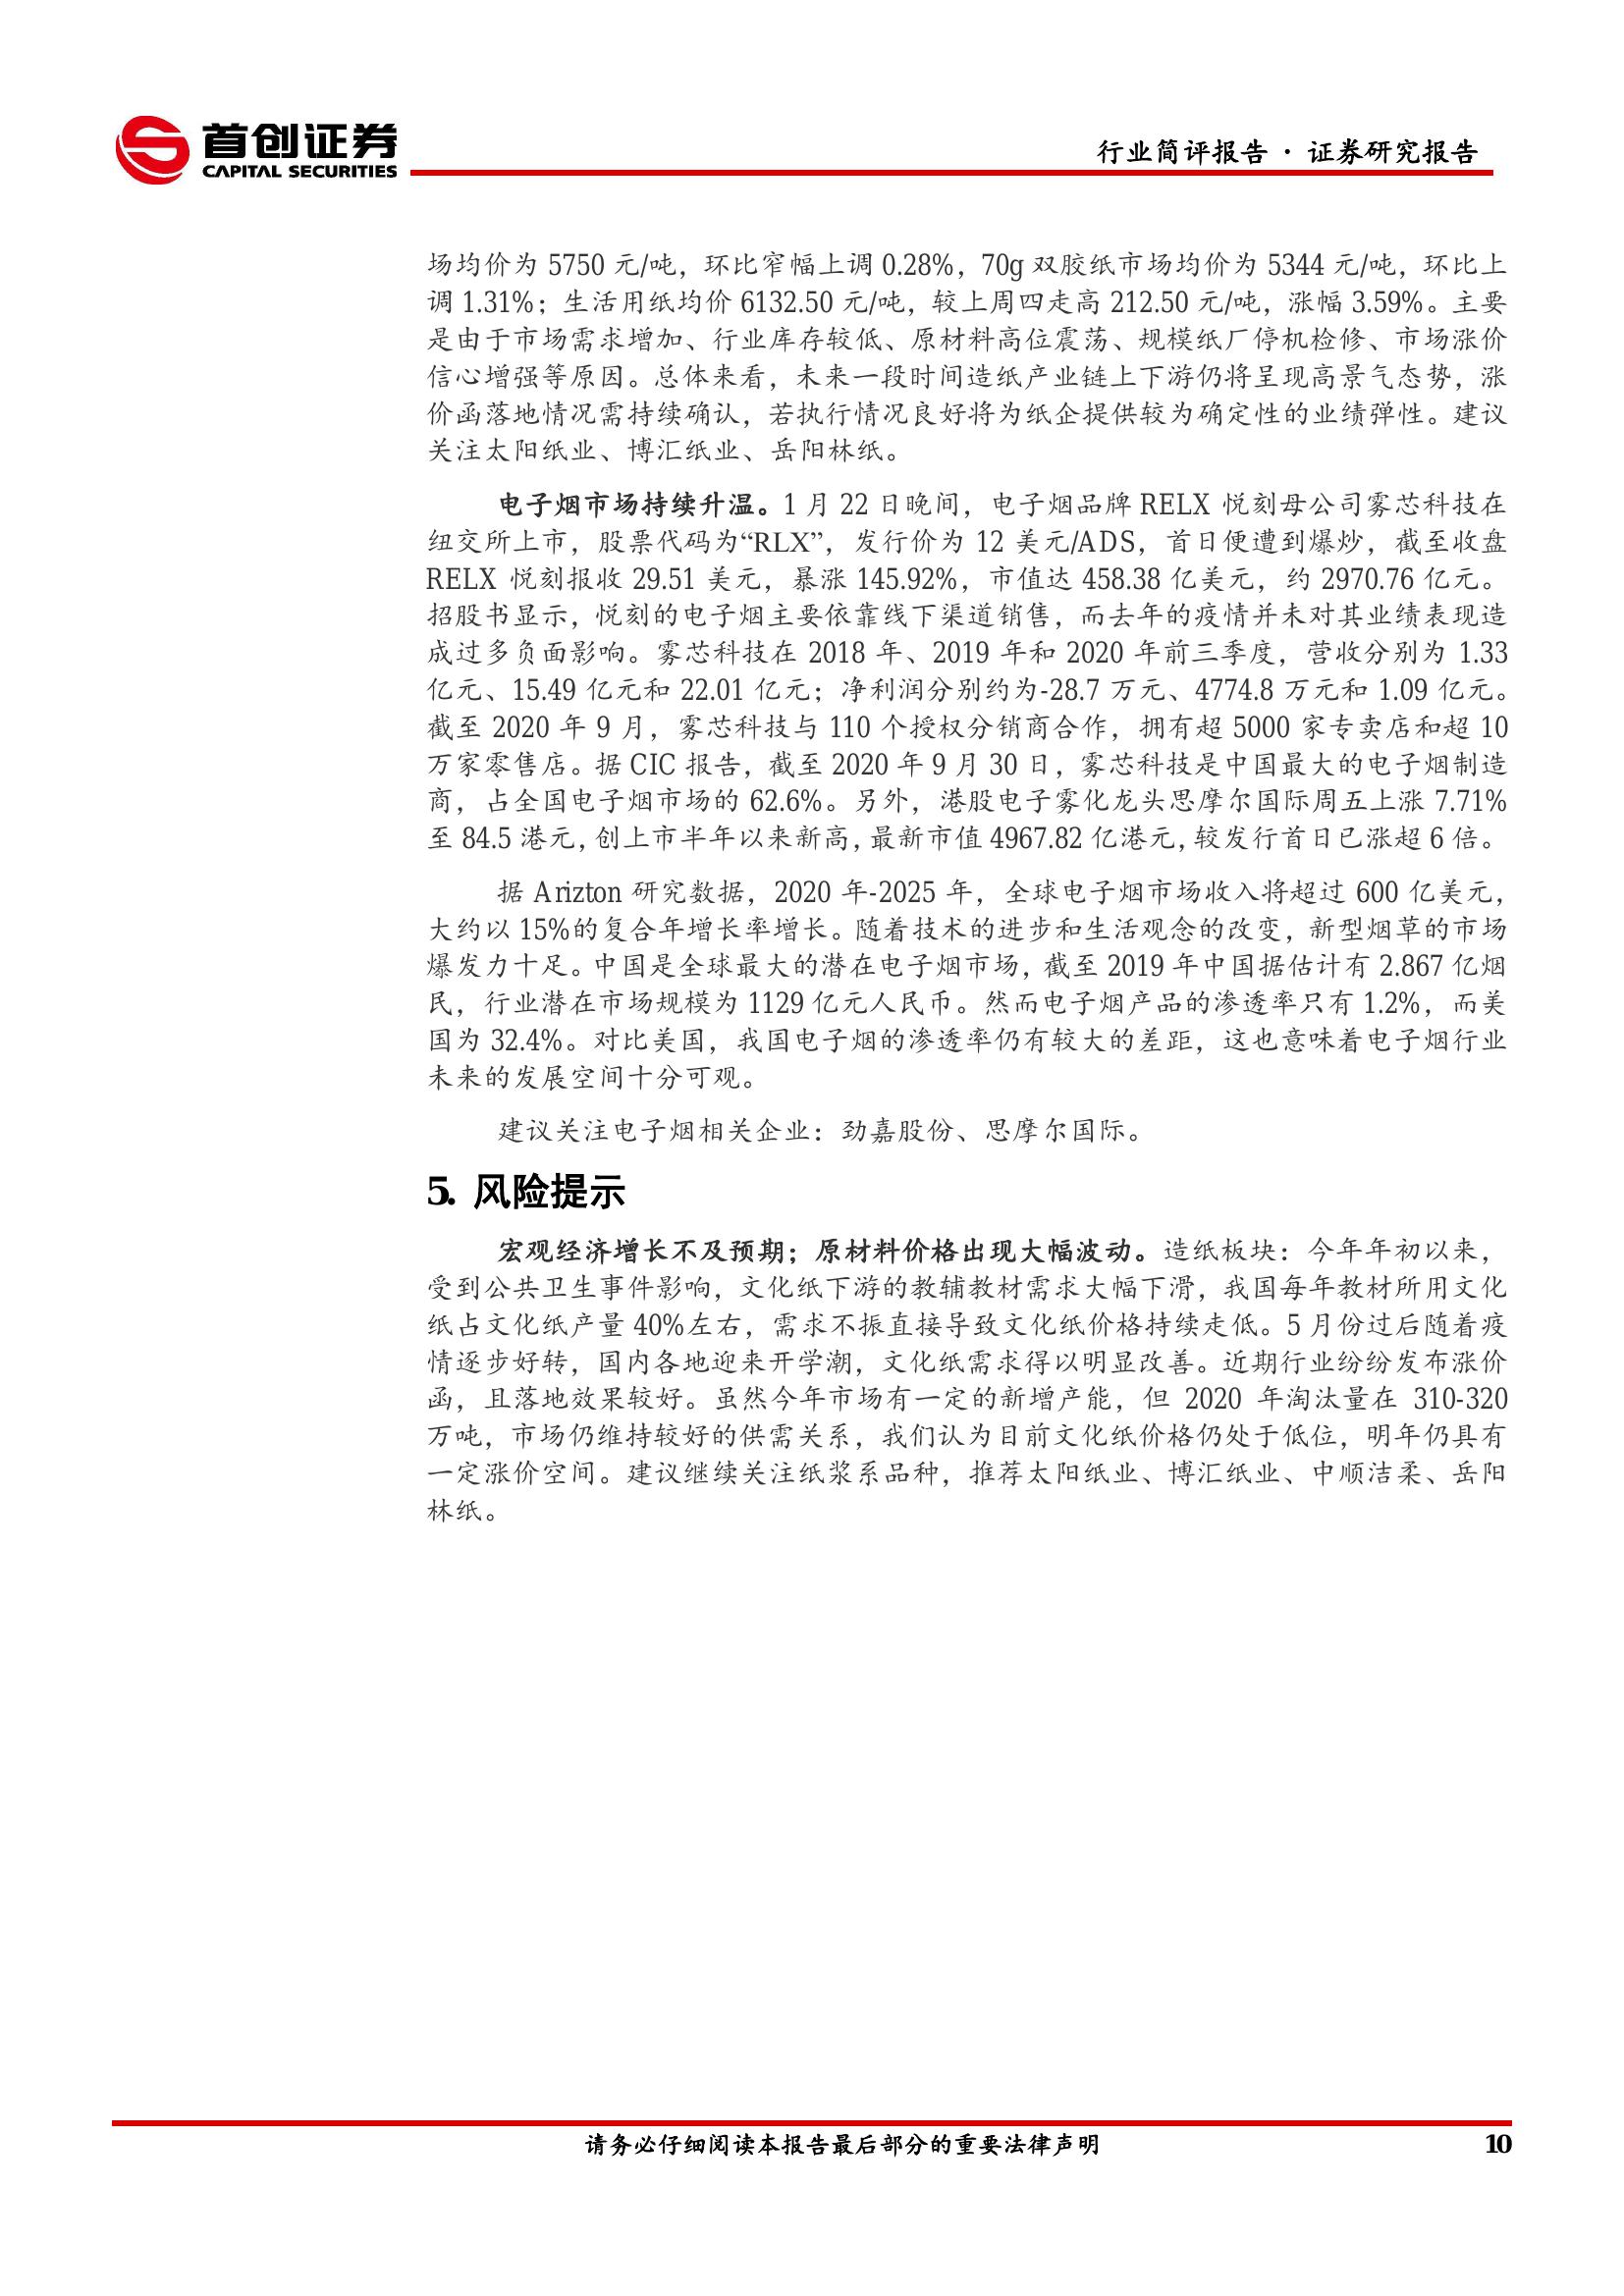 首创证券
CAPITAL SECURITIES
行业简评报告 · 证券研究报告
场均价为 5750 元/吨，环比窄幅上调 0.28%，70g 双胶纸市场均价为 5344 元/吨，环比上
调 1.31%；生活用纸均价 6132.50 元/吨，较上周四走高 212.50 元/吨，涨幅 3.59%。主要
是由于市场需求增加、行业库存较低、原材料高位震荡、规模纸厂停机检修、市场涨价
信心增强等原因。总体来看，未来一段时间造纸产业链上下游仍将呈现高景气态势，涨
价函落地情况需持续确认，若执行情况良好将为纸企提供较为确定性的业绩弹性。建议
关注太阳纸业、博汇纸业、岳阳林纸。
电子烟市场持续升温。1 月 22 日晚间，电子烟品牌 RELX 悦刻母公司雾芯科技在
纽交所上市，股票代码为“RLX”，发行价为 12 美元/ADS，首日便遭到爆炒，截至收盘
RELX 悦刻报收 29.51 美元，暴涨 145.92%，市值达 458.38 亿美元，约 2970.76 亿元。
招股书显示，悦刻的电子烟主要依靠线下渠道销售，而去年的疫情并未对其业绩表现造
成过多负面影响。雾芯科技在 2018 年、2019 年和 2020 年前三季度，营收分别为 1.33
亿元、15.49 亿元和 22.01 亿元；净利润分别约为-28.7 万元、4774.8 万元和 1.09 亿元。
截至 2020 年 9 月，雾芯科技与 110 个授权分销商合作，拥有超 5000 家专卖店和超 10
万家零售店。据 CIC 报告，截至 2020 年 9 月 30 日，雾芯科技是中国最大的电子烟制造
商，占全国电子烟市场的 62.6%。另外，港股电子雾化龙头思摩尔国际周五上涨 7.71%
至 84.5 港元，创上市半年以来新高，最新市值 4967.82 亿港元，较发行首日已涨超 6 倍。
据 Arizton 研究数据，2020 年-2025 年，全球电子烟市场收入将超过 600 亿美元，
大约以 15%的复合年增长率增长。随着技术的进步和生活观念的改变，新型烟草的市场
爆发力十足。中国是全球最大的潜在电子烟市场，截至 2019 年中国据估计有 2.867 亿烟
民，行业潜在市场规模为 1129 亿元人民币。然而电子烟产品的渗透率只有 1.2%，而美
国为 32.4%。对比美国，我国电子烟的渗透率仍有较大的差距，这也意味着电子烟行业
未来的发展空间十分可观。
建议关注电子烟相关企业：劲嘉股份、思摩尔国际。
5. 风险提示
宏观经济增长不及预期；原材料价格出现大幅波动。造纸板块：今年年初以来，
受到公共卫生事件影响，文化纸下游的教辅教材需求大幅下滑，我国每年教材所用文化
纸占文化纸产量 40%左右，需求不振直接导致文化纸价格持续走低。5 月份过后随着疫
情逐步好转，国内各地迎来开学潮，文化纸需求得以明显改善。近期行业纷纷发布涨价
函，且落地效果较好。虽然今年市场有一定的新增产能，但 2020 年淘汰量在 310-320
万吨，市场仍维持较好的供需关系，我们认为目前文化纸价格仍处于低位，明年仍具有
一定涨价空间。建议继续关注纸浆系品种，推荐太阳纸业、博汇纸业、中顺洁柔、岳阳
林纸。
请务必仔细阅读本报告最后部分的重要法律声明
10